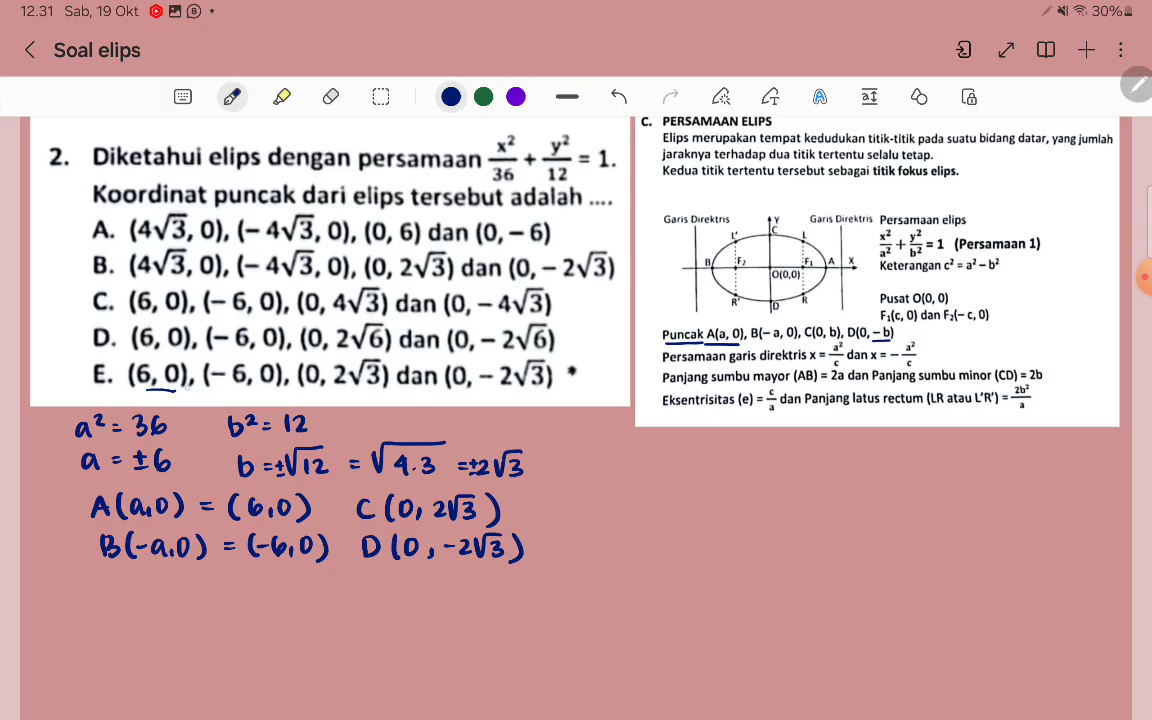 12.31 Sab, 19 Okt
30%
Soal elips
2. Diketahui elips dengan persamaan x²/36 + y²/12 = 1.
Koordinat puncak dari elips tersebut adalah ....
A. (4√3, 0), (– 4√3, 0), (0, 6) dan (0, – 6)
B. (4√3, 0), (– 4√3, 0), (0, 2√3) dan (0, – 2√3)
C. (6, 0), (– 6, 0), (0, 4√3) dan (0, – 4√3)
D. (6, 0), (– 6, 0), (0, 2√6) dan (0, – 2√6)
E. (6, 0), (– 6, 0), (0, 2√3) dan (0, – 2√3) *
a² = 36 b² = 12
a = ±6 b = ±√12 = √4.3 = ±2√3
A(a,0) = (6,0) C(0, 2√3)
B(-a,0) = (-6,0) D(0, -2√3)
C. PERSAMAAN ELIPS
Elips merupakan tempat kedudukan titik-titik pada suatu bidang datar, yang jumlah
jaraknya terhadap dua titik tertentu selalu tetap.
Kedua titik tertentu tersebut sebagai titik fokus elips.
Garis Direktris Y Garis Direktris
C
L' L
B F₂ F₁ A X
O(0,0)
R' D R
Persamaan elips
x²/a² + y²/b² = 1 (Persamaan 1)
Keterangan c² = a² – b²
Pusat O(0, 0)
F₁(c, 0) dan F₂(– c, 0)
Puncak A(a, 0), B(– a, 0), C(0, b), D(0, – b)
Persamaan garis direktris x = a²/c dan x = – a²/c
Panjang sumbu mayor (AB) = 2a dan Panjang sumbu minor (CD) = 2b
Eksentrisitas (e) = c/a dan Panjang latus rectum (LR atau L'R') = 2b²/a